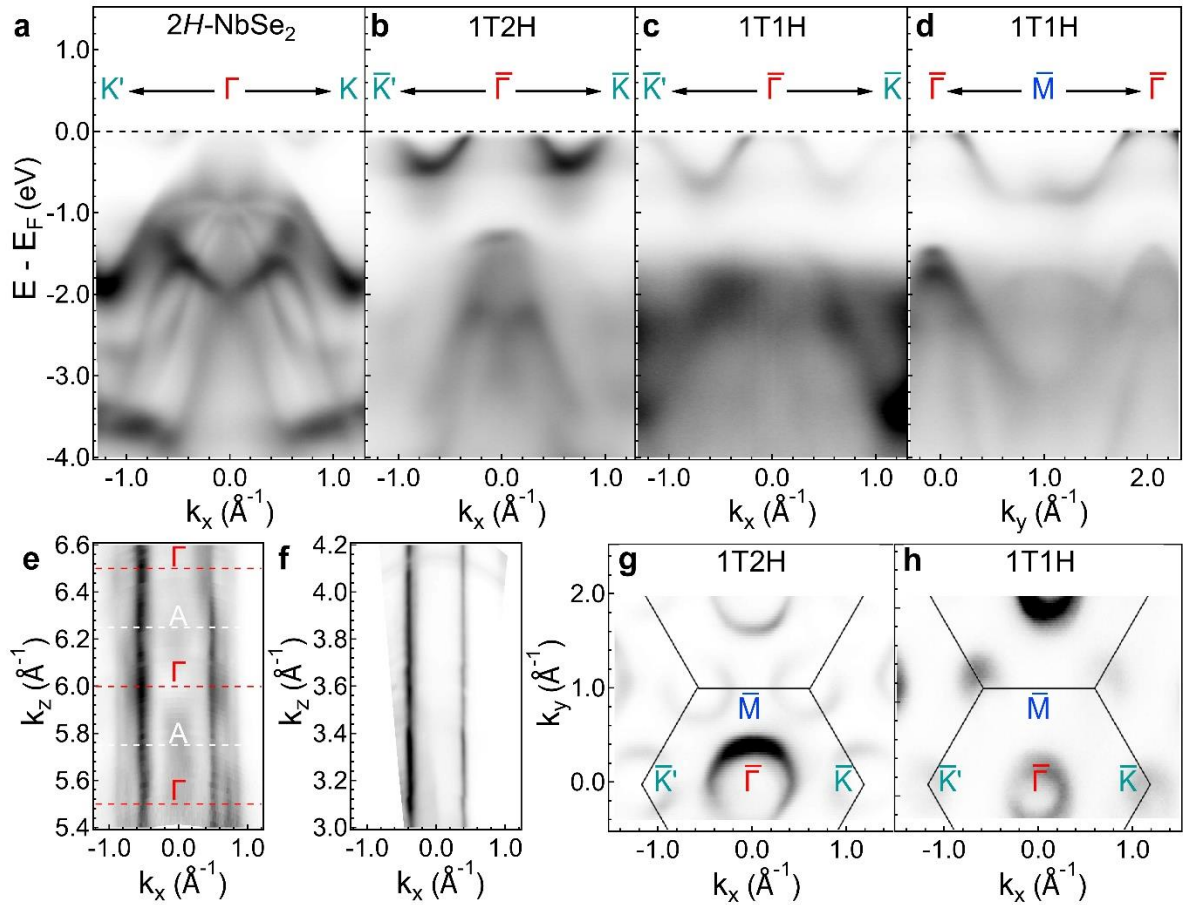 a 2H-NbSe₂ b 1T2H c 1T1H d 1T1H
1.0
K' Γ K K̅' Γ̅ K̅ K̅' Γ̅ K̅ Γ̅ M̅ Γ̅
0.0
-1.0
-2.0
-3.0
-4.0
E - E_F (eV)
-1.0 0.0 1.0 -1.0 0.0 1.0 -1.0 0.0 1.0 0.0 1.0 2.0
kₓ (Å⁻¹) kₓ (Å⁻¹) kₓ (Å⁻¹) k_y (Å⁻¹)
e f g 1T2H h 1T1H
6.6
6.4
6.2
6.0
5.8
5.6
5.4
k_z (Å⁻¹)
Γ
A
Γ
A
Γ
-1.0 0.0 1.0
kₓ (Å⁻¹)
4.2
4.0
3.8
3.6
3.4
3.2
3.0
k_z (Å⁻¹)
-1.0 0.0 1.0
kₓ (Å⁻¹)
2.0
1.0
0.0
k_y (Å⁻¹)
M̅
K̅' Γ̅ K̅
-1.0 0.0 1.0
kₓ (Å⁻¹)
M̅
K̅' Γ̅ K̅
-1.0 0.0 1.0
kₓ (Å⁻¹)